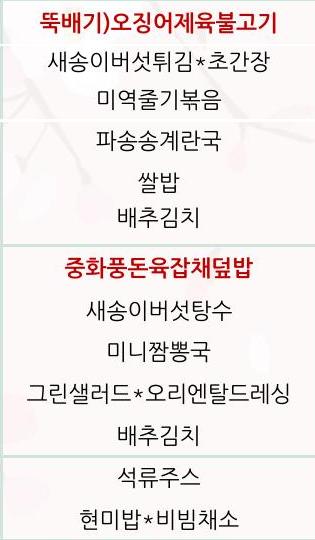 뚝배기)오징어제육불고기
새송이버섯튀김*초간장
미역줄기볶음
파송송계란국
쌀밥
배추김치
중화풍돈육잡채덮밥
새송이버섯탕수
미니짬뽕국
그린샐러드*오리엔탈드레싱
배추김치
석류주스
현미밥*비빔채소